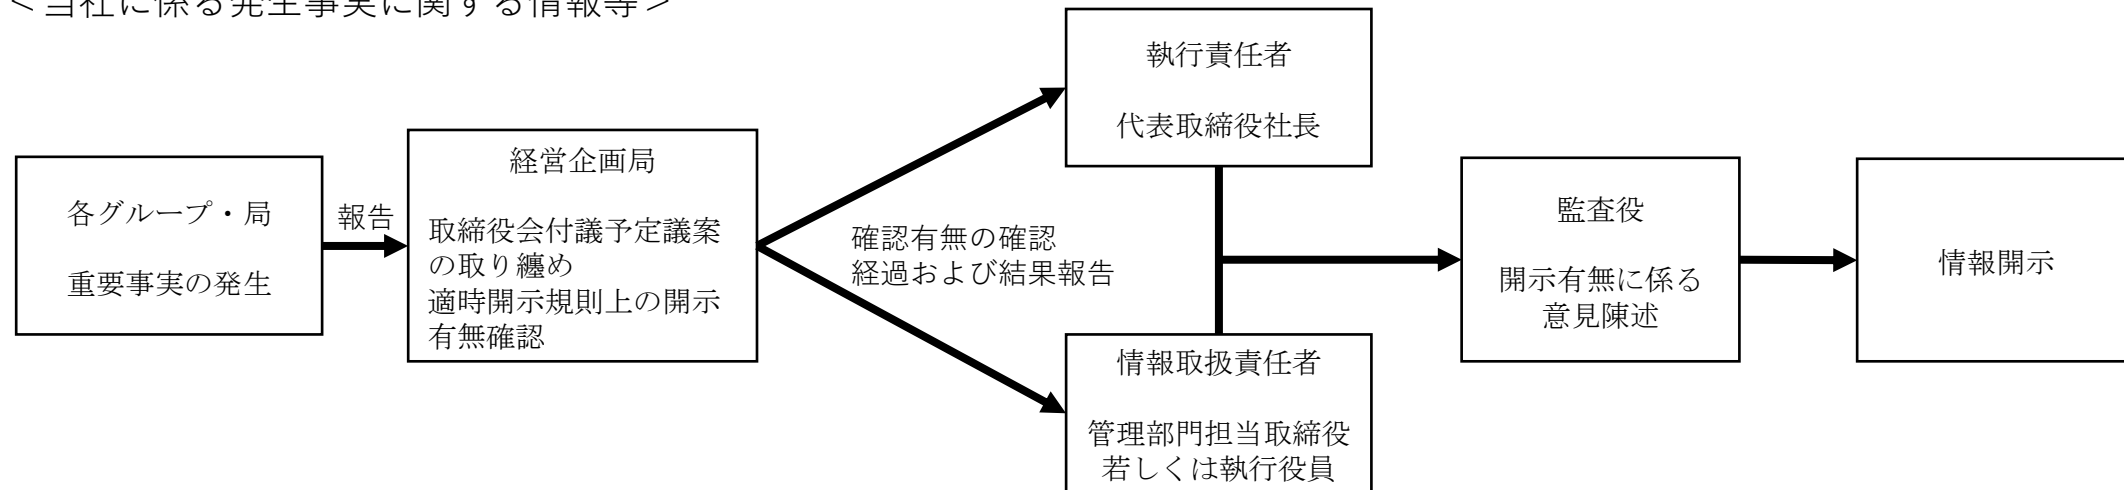 ＜当社に係る発生事実に関する情報等＞
各グループ・局
重要事実の発生
報告
経営企画局
取締役会付議予定議案
の取り纏め
適時開示規則上の開示
有無確認
確認有無の確認
経過および結果報告
執行責任者
代表取締役社長
情報取扱責任者
管理部門担当取締役
若しくは執行役員
監査役
開示有無に係る
意見陳述
情報開示